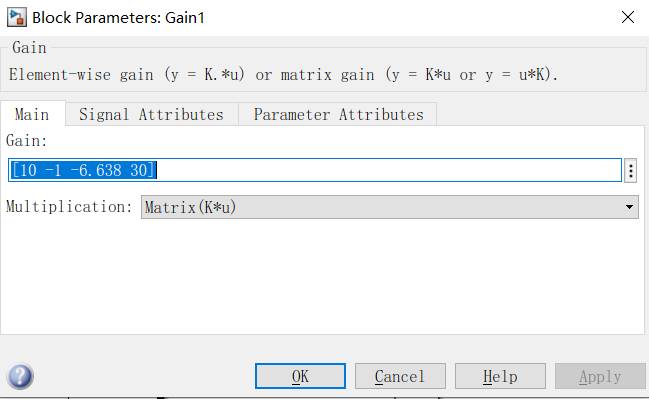 Block Parameters: Gain1
Gain
Element-wise gain (y = K.*u) or matrix gain (y = K*u or y = u*K).
Main Signal Attributes Parameter Attributes
Gain:
[10 -1 -6.638 30]
Multiplication: Matrix(K*u)
OK Cancel Help Apply